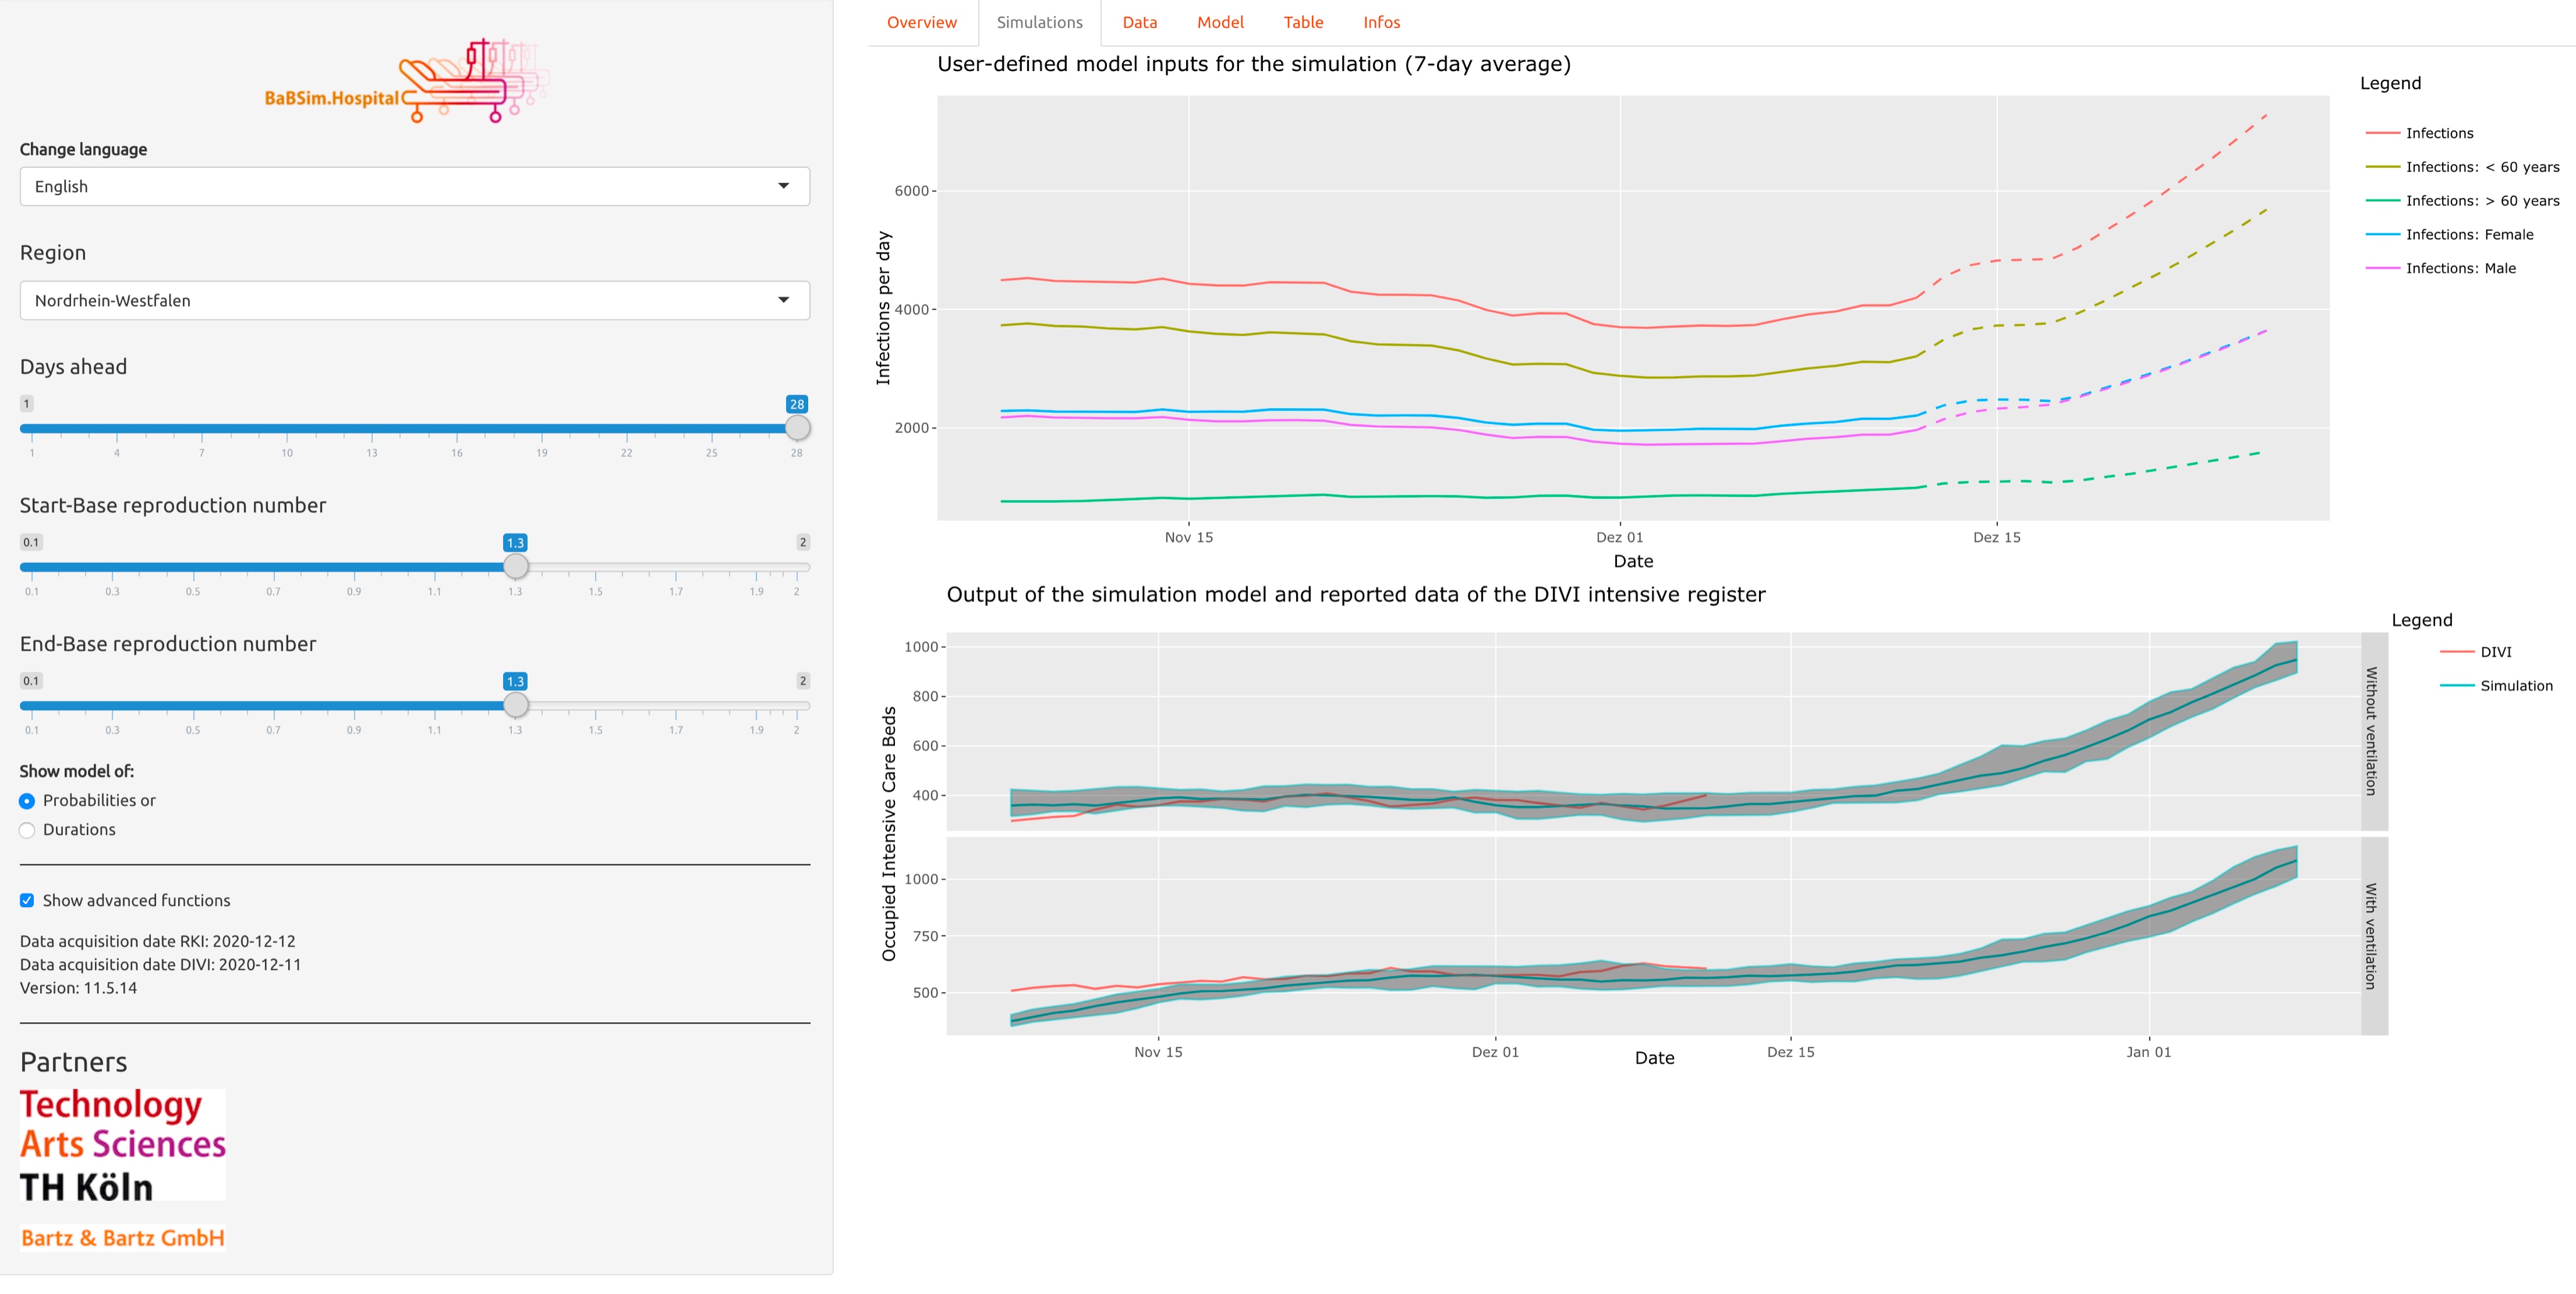 BaBSim.Hospital
Change language
English
Region
Nordrhein-Westfalen
Days ahead
1 28
1 4 7 10 13 16 19 22 25 28
Start-Base reproduction number
0.1 1.3 2
0.1 0.3 0.5 0.7 0.9 1.1 1.3 1.5 1.7 1.9 2
End-Base reproduction number
0.1 1.3 2
0.1 0.3 0.5 0.7 0.9 1.1 1.3 1.5 1.7 1.9 2
Show model of:
Probabilities or
Durations
Show advanced functions
Data acquisition date RKI: 2020-12-12
Data acquisition date DIVI: 2020-12-11
Version: 11.5.14
Partners
Technology
Arts Sciences
TH Köln
Bartz & Bartz GmbH
Overview Simulations Data Model Table Infos
User-defined model inputs for the simulation (7-day average)
Infections per day
6000
4000
2000
Nov 15 Dez 01 Dez 15
Date
Legend
Infections
Infections: < 60 years
Infections: > 60 years
Infections: Female
Infections: Male
Output of the simulation model and reported data of the DIVI intensive register
Occupied Intensive Care Beds
1000
800
600
400
Without ventilation
1000
750
500
With ventilation
Nov 15 Dez 01 Dez 15 Jan 01
Date
Legend
DIVI
Simulation